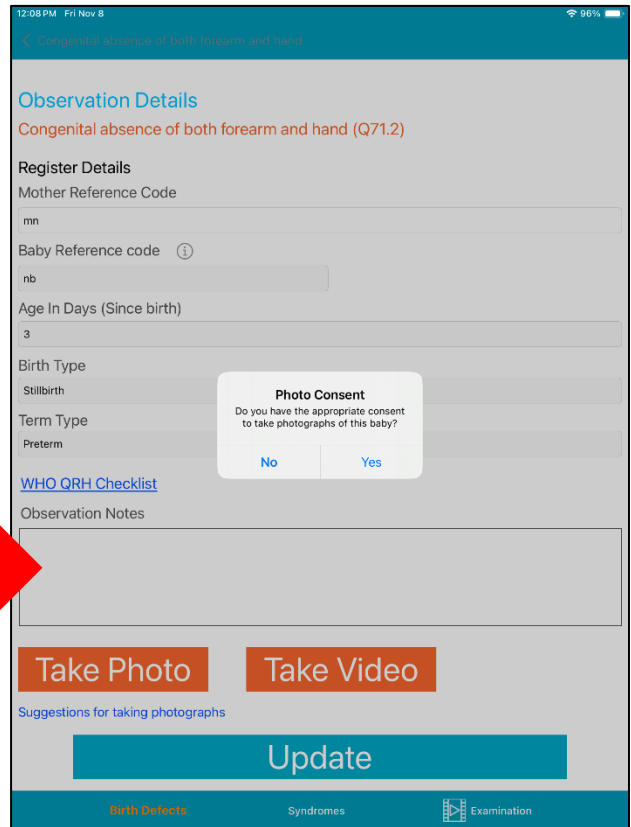 12:08 PM Fri Nov 8 96%
Congenital absence of both forearm and hand
Observation Details
Congenital absence of both forearm and hand (Q71.2)
Register Details
Mother Reference Code
mn
Baby Reference code
nb
Age In Days (Since birth)
3
Birth Type
Stillbirth
Term Type
Preterm
Photo Consent
Do you have the appropriate consent
to take photographs of this baby?
No Yes
WHO QRH Checklist
Observation Notes
Take Photo Take Video
Suggestions for taking photographs
Update
Birth Defects Syndromes Examination